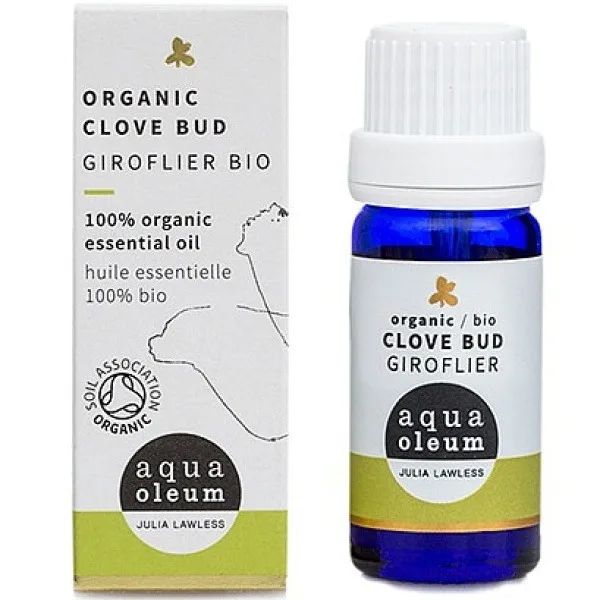 ORGANIC
CLOVE BUD
GIROFLIER BIO
100% organic
essential oil
huile essentielle
100% bio
SOIL ASSOCIATION
ORGANIC
aqua
oleum
JULIA LAWLESS
organic / bio
CLOVE BUD
GIROFLIER
aqua
oleum
JULIA LAWLESS